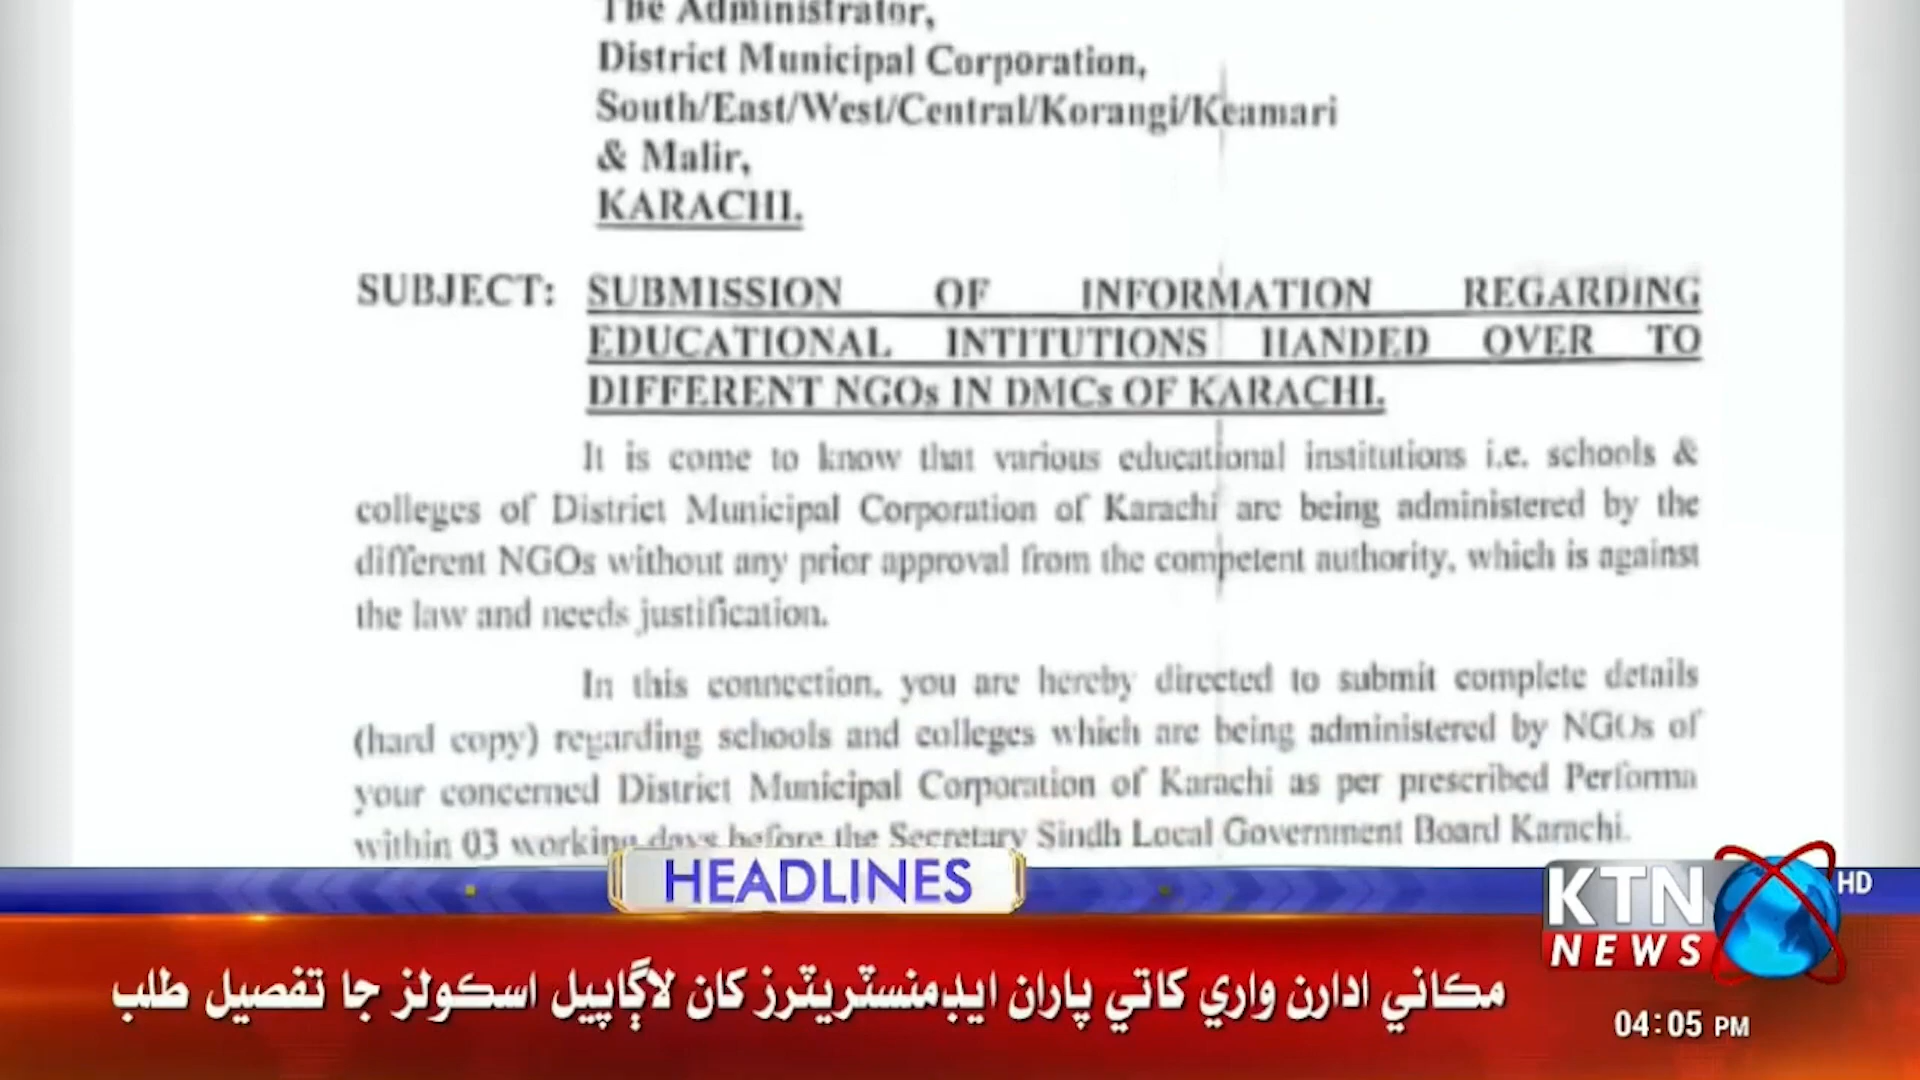 The Administrator,
District Municipal Corporation,
South/East/West/Central/Korangi/Keamari
& Malir,
KARACHI.
SUBJECT: SUBMISSION OF INFORMATION REGARDING
EDUCATIONAL INTITUTIONS HANDED OVER TO
DIFFERENT NGOs IN DMCs OF KARACHI.
It is come to know that various educational institutions i.e. schools &
colleges of District Municipal Corporation of Karachi are being administered by the
different NGOs without any prior approval from the competent authority, which is against
the law and needs justification.
In this connection, you are hereby directed to submit complete details
(hard copy) regarding schools and colleges which are being administered by NGOs of
your concerned District Municipal Corporation of Karachi as per prescribed Performa
within 03 working days before the Secretary Sindh Local Government Board Karachi.
HEADLINES
KTN
NEWS
HD
مڪاني ادارن واري کاتي پاران ايڊمنسٽريٽرز کان لاڳاپيل اسڪولز جا تفصيل طلب
04:05 PM